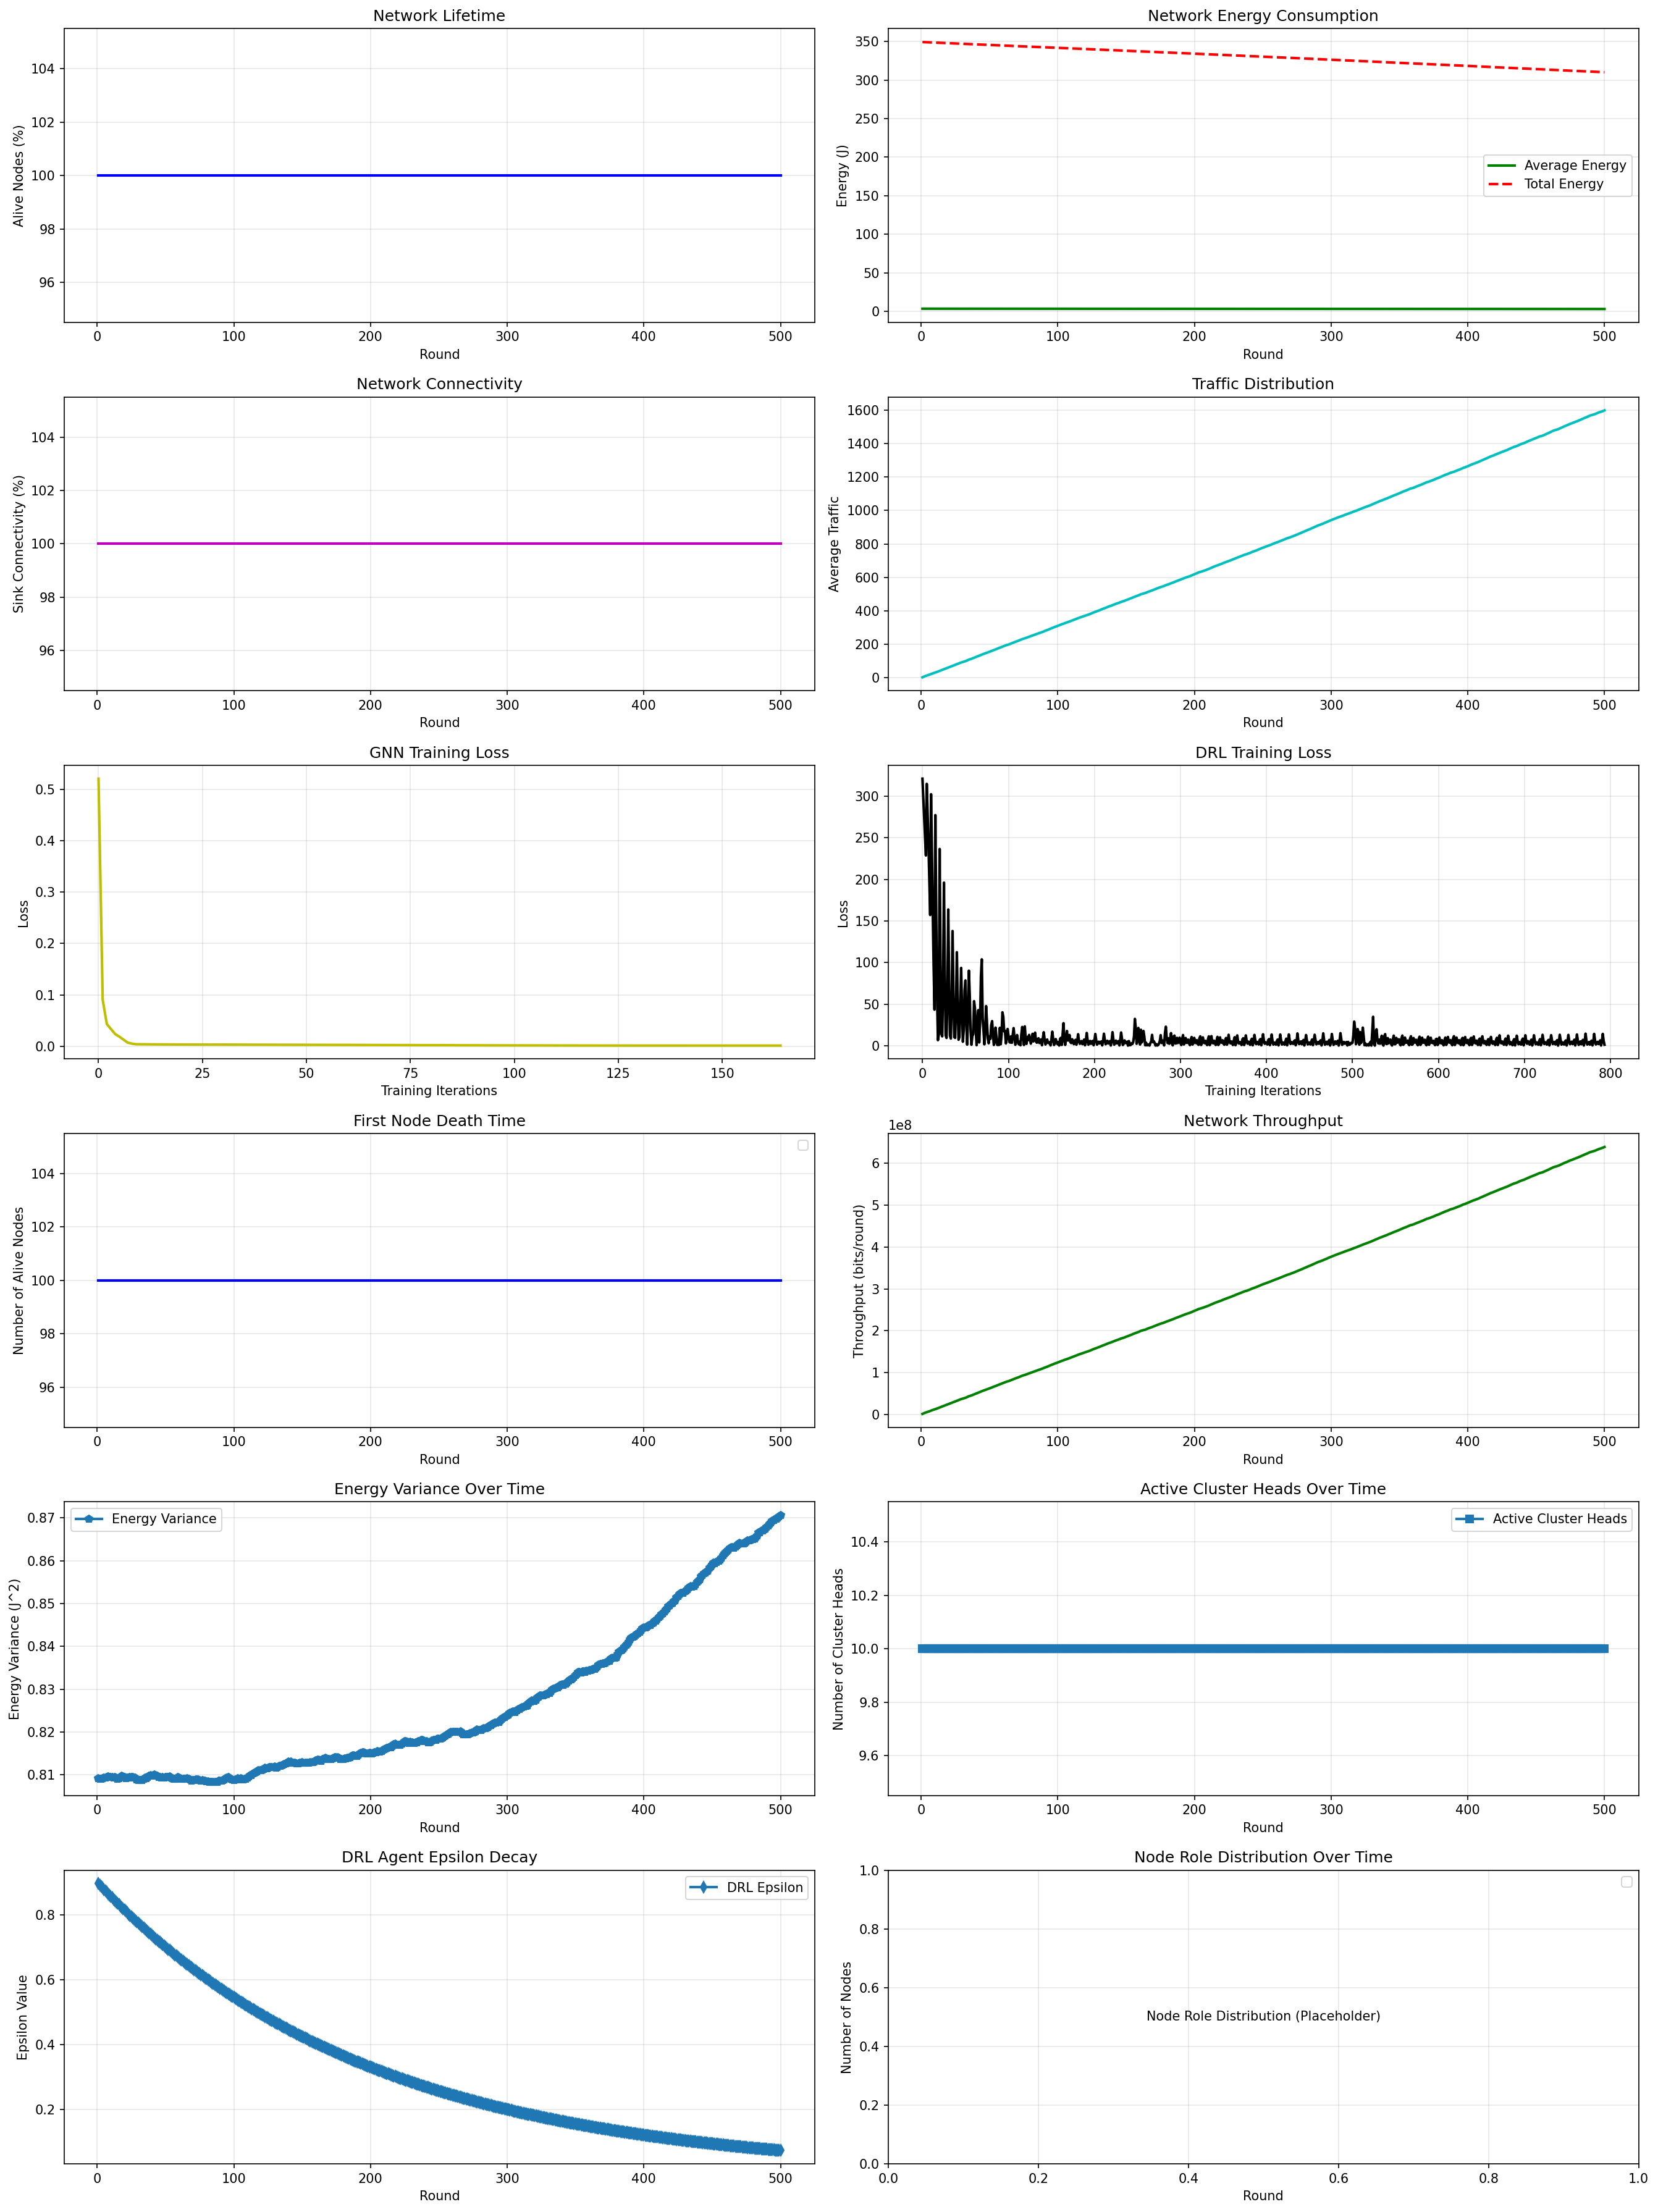 Network Lifetime
104
102
100
98
96
Alive Nodes (%)
0 100 200 300 400 500
Round
Network Energy Consumption
350
300
250
200
150
100
50
0
Energy (J)
Average Energy
Total Energy
0 100 200 300 400 500
Round
Network Connectivity
104
102
100
98
96
Sink Connectivity (%)
0 100 200 300 400 500
Round
Traffic Distribution
1600
1400
1200
1000
800
600
400
200
0
Average Traffic
0 100 200 300 400 500
Round
GNN Training Loss
0.5
0.4
0.3
0.2
0.1
0.0
Loss
0 25 50 75 100 125 150
Training Iterations
DRL Training Loss
300
250
200
150
100
50
0
Loss
0 100 200 300 400 500 600 700 800
Training Iterations
First Node Death Time
104
102
100
98
96
Number of Alive Nodes
0 100 200 300 400 500
Round
Network Throughput
1e8
6
5
4
3
2
1
0
Throughput (bits/round)
0 100 200 300 400 500
Round
Energy Variance Over Time
Energy Variance
0.87
0.86
0.85
0.84
0.83
0.82
0.81
Energy Variance (J^2)
0 100 200 300 400 500
Round
Active Cluster Heads Over Time
Active Cluster Heads
10.4
10.2
10.0
9.8
9.6
Number of Cluster Heads
0 100 200 300 400 500
Round
DRL Agent Epsilon Decay
DRL Epsilon
0.8
0.6
0.4
0.2
Epsilon Value
0 100 200 300 400 500
Round
Node Role Distribution Over Time
1.0
0.8
0.6
0.4
0.2
0.0
Number of Nodes
Node Role Distribution (Placeholder)
0.0 0.2 0.4 0.6 0.8 1.0
Round